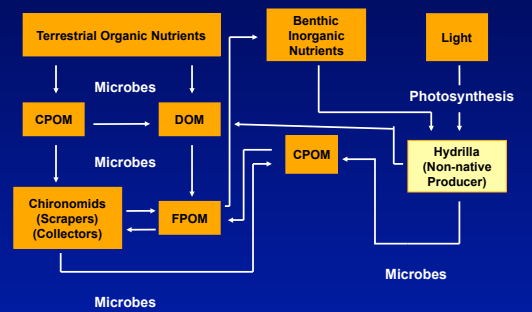 Terrestrial Organic Nutrients
Benthic
Inorganic
Nutrients
Light
Microbes
Photosynthesis
CPOM
DOM
Microbes
CPOM
Hydrilla
(Non-native
Producer)
Chironomids
(Scrapers)
(Collectors)
FPOM
Microbes
Microbes